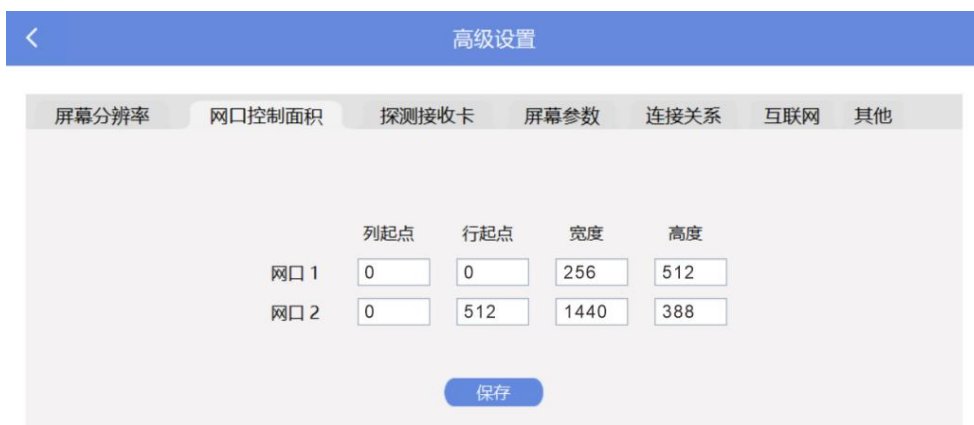 高级设置
屏幕分辨率 网口控制面积 探测接收卡 屏幕参数 连接关系 互联网 其他
列起点 行起点 宽度 高度
网口 1 0 0 256 512
网口 2 0 512 1440 388
保存